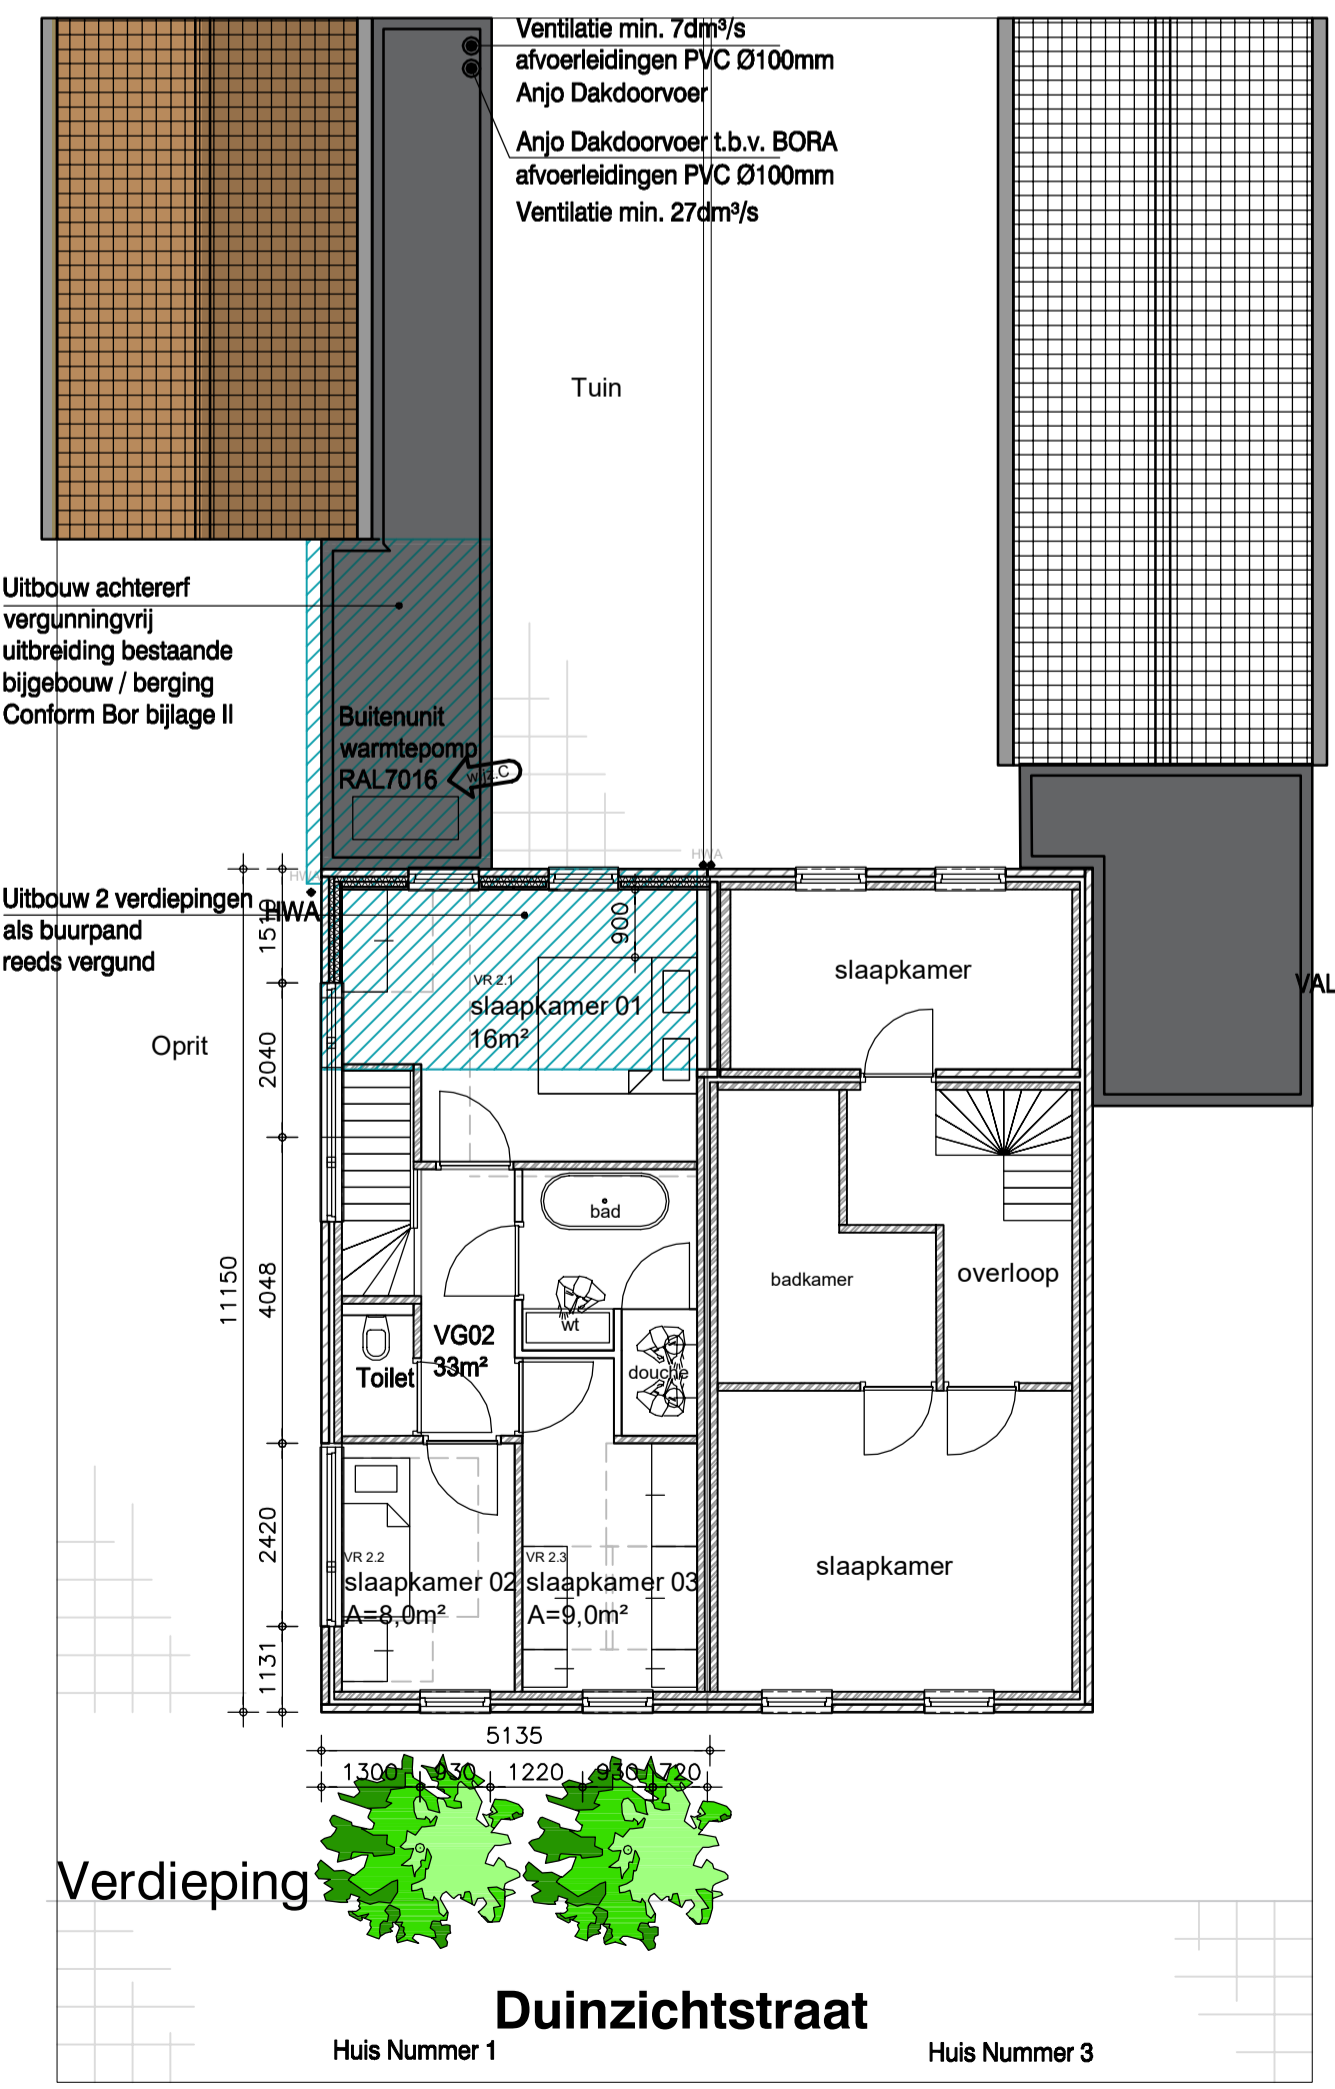 Ventilatie min. 7dm³/s
afvoerleidingen PVC Ø100mm
Anjo Dakdoorvoer
Anjo Dakdoorvoer t.b.v. BORA
afvoerleidingen PVC Ø100mm
Ventilatie min. 27dm³/s
Tuin
Uitbouw achtererf
vergunningvrij
uitbreiding bestaande
bijgebouw / berging
Conform Bor bijlage II
Buitenunit
warmtepomp
RAL7016
wijz.C
HWA
HWA
Uitbouw 2 verdiepingen
als buurpand
reeds vergund
HWA
1510
900
VR 2.1
slaapkamer 01
16m²
slaapkamer
VAL
Oprit
2040
bad
11150
4048
badkamer
overloop
wt
VG02
33m²
Toilet
douche
2420
VR 2.2
slaapkamer 02
A=8,0m²
VR 2.3
slaapkamer 03
A=9,0m²
slaapkamer
1131
5135
1300 930 1220 930 720
Verdieping
Duinzichtstraat
Huis Nummer 1
Huis Nummer 3